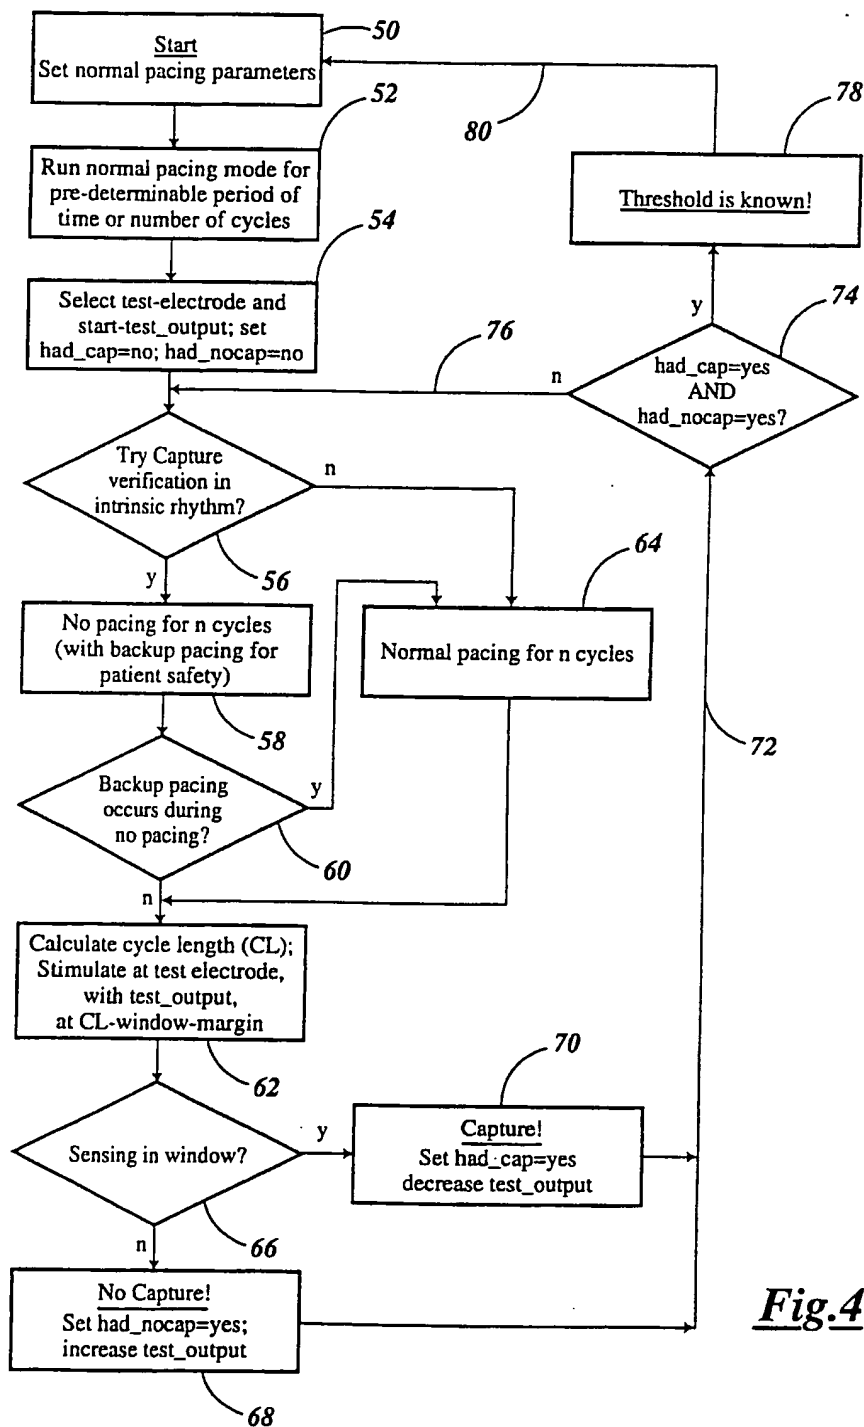 Start
Set normal pacing parameters
50
52
Run normal pacing mode for
pre-determinable period of
time or number of cycles
54
Select test-electrode and
start-test_output; set
had_cap=no; had_nocap=no
80
78
Threshold is known!
y
74
had_cap=yes
AND
had_nocap=yes?
n
76
Try Capture
verification in
intrinsic rhythm?
n
y
56
No pacing for n cycles
(with backup pacing for
patient safety)
58
64
Normal pacing for n cycles
72
Backup pacing
occurs during
no pacing?
y
60
n
Calculate cycle length (CL);
Stimulate at test electrode,
with test_output,
at CL-window-margin
62
Sensing in window?
y
66
n
70
Capture!
Set had_cap=yes
decrease test_output
No Capture!
Set had_nocap=yes;
increase test_output
68
Fig.4